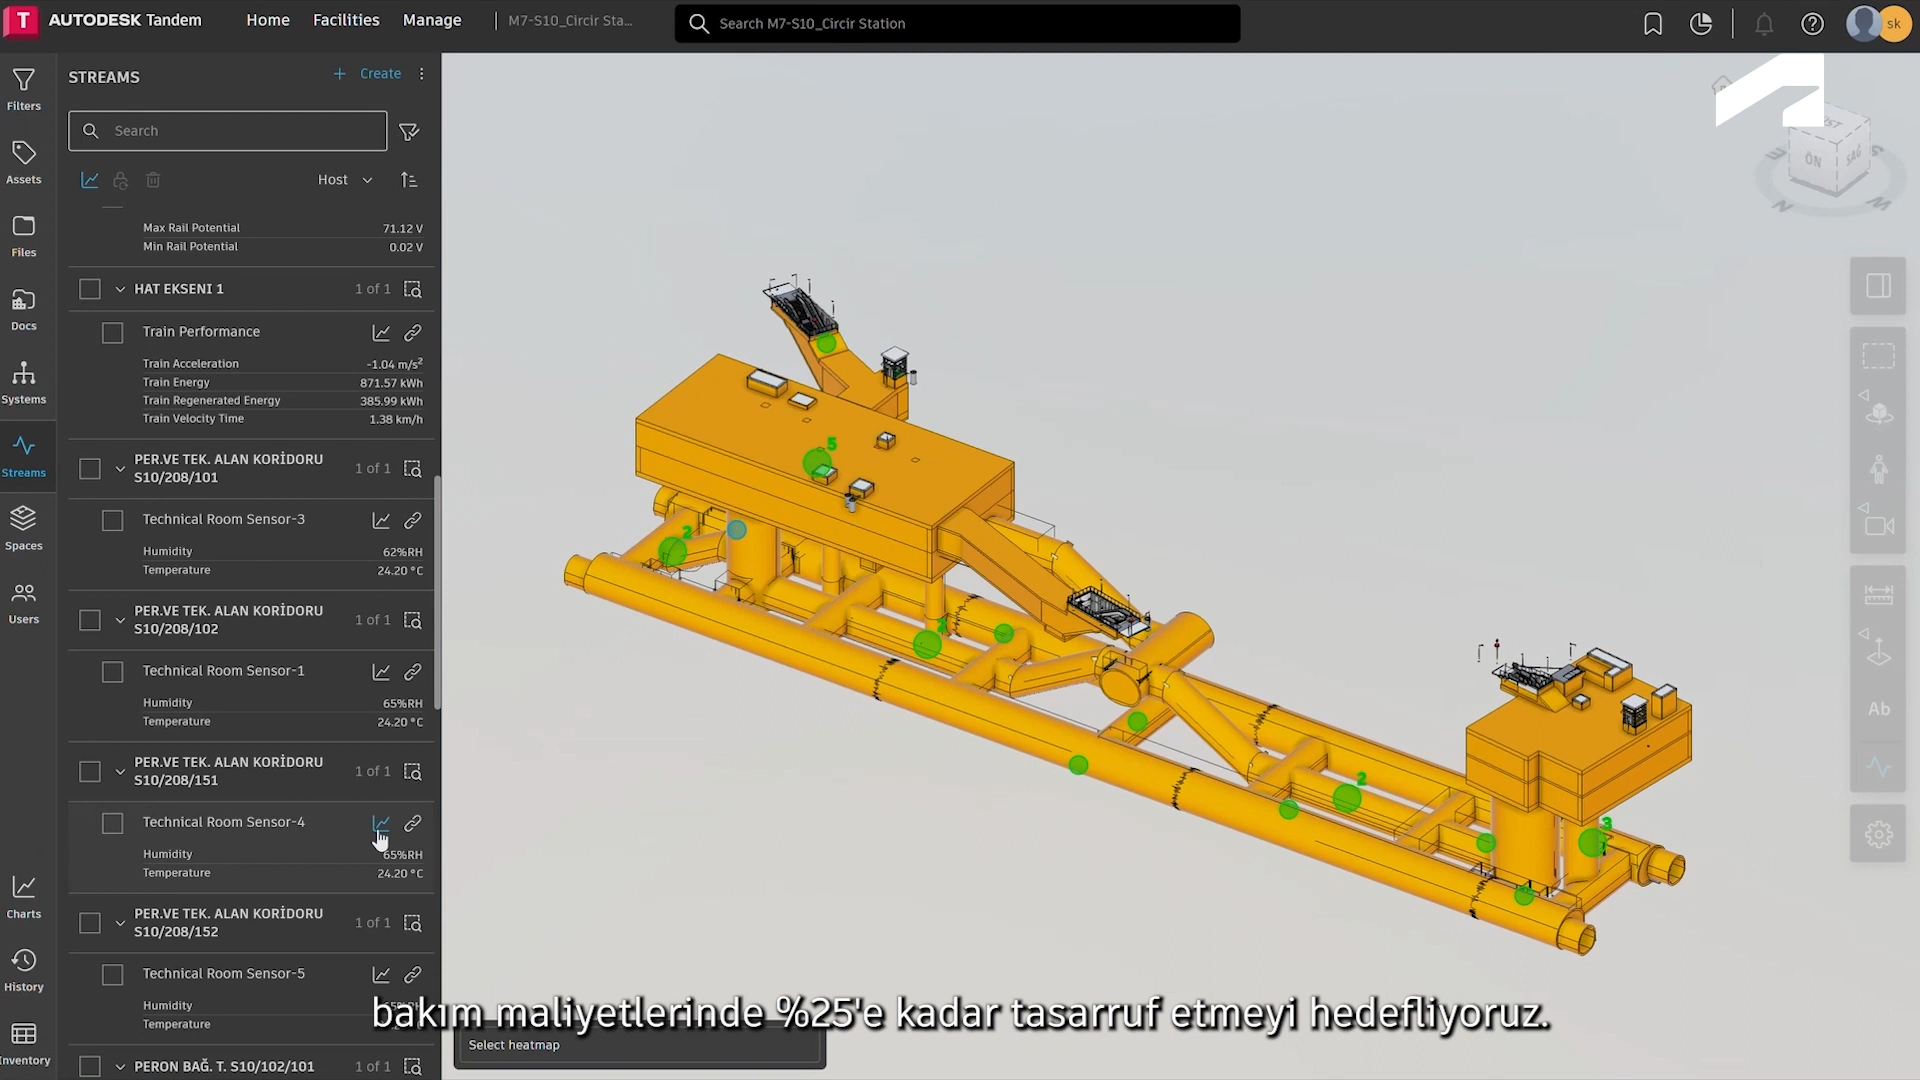 T AUTODESK Tandem Home Facilities Manage M7-S10_Circir Sta... Search M7-S10_Circir Station sk
Filters
Assets
Files
Docs
Systems
Streams
Spaces
Users
Charts
History
Inventory
STREAMS + Create
Search
Host
Max Rail Potential 71.12 V
Min Rail Potential 0.02 V
HAT EKSENI 1 1 of 1
Train Performance
Train Acceleration -1.04 m/s²
Train Energy 871.57 kWh
Train Regenerated Energy 385.99 kWh
Train Velocity Time 1.38 km/h
PER.VE TEK. ALAN KORİDORU
S10/208/101 1 of 1
Technical Room Sensor-3
Humidity 62%RH
Temperature 24.20 °C
PER.VE TEK. ALAN KORİDORU
S10/208/102 1 of 1
Technical Room Sensor-1
Humidity 65%RH
Temperature 24.20 °C
PER.VE TEK. ALAN KORİDORU
S10/208/151 1 of 1
Technical Room Sensor-4
Humidity 65%RH
Temperature 24.20 °C
PER.VE TEK. ALAN KORİDORU
S10/208/152 1 of 1
Technical Room Sensor-5
Humidity
Temperature
PERON BAĞ. T. S10/102/101 1 of 1
5
2
2
3
ÖN SAĞ
Ab
Select heatmap
bakım maliyetlerinde %25'e kadar tasarruf etmeyi hedefliyoruz.